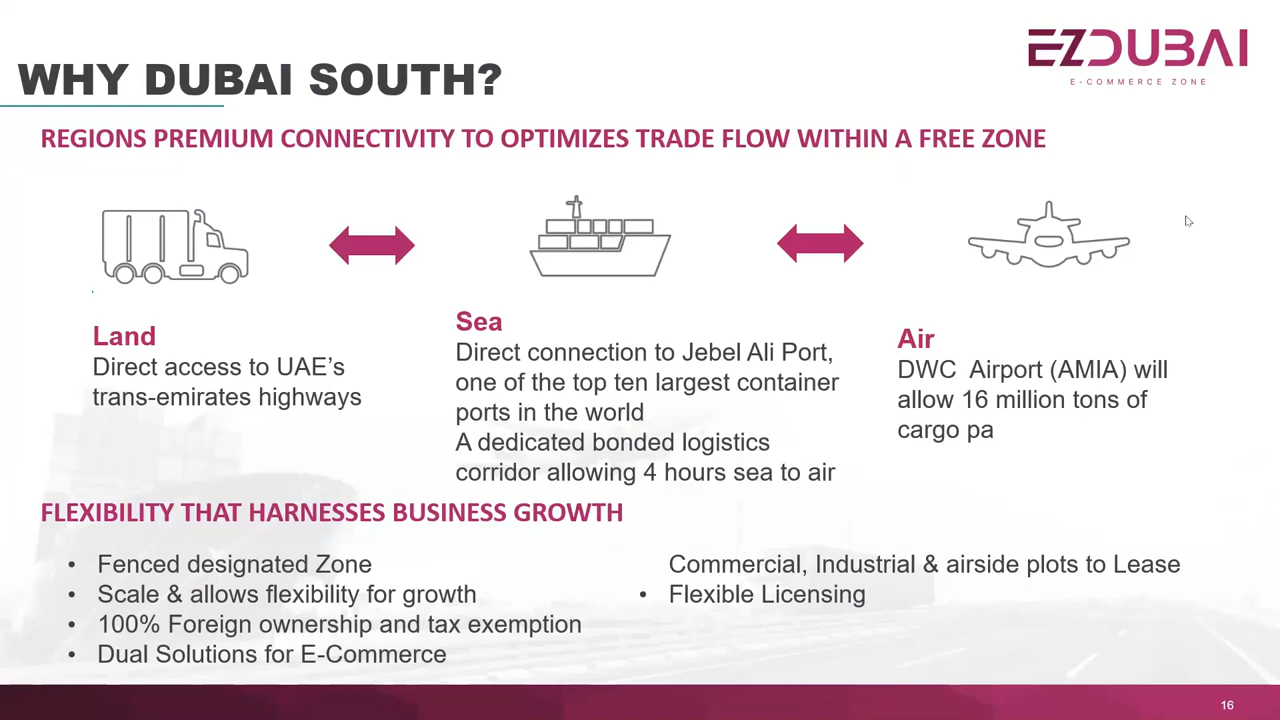 EZDUBAI
E-COMMERCE ZONE
WHY DUBAI SOUTH?
REGIONS PREMIUM CONNECTIVITY TO OPTIMIZES TRADE FLOW WITHIN A FREE ZONE
Land
Direct access to UAE’s
trans-emirates highways
Sea
Direct connection to Jebel Ali Port,
one of the top ten largest container
ports in the world
A dedicated bonded logistics
corridor allowing 4 hours sea to air
Air
DWC  Airport (AMIA) will
allow 16 million tons of
cargo pa
FLEXIBILITY THAT HARNESSES BUSINESS GROWTH
• Fenced designated Zone
• Scale & allows flexibility for growth
• 100% Foreign ownership and tax exemption
• Dual Solutions for E-Commerce
Commercial, Industrial & airside plots to Lease
• Flexible Licensing
16